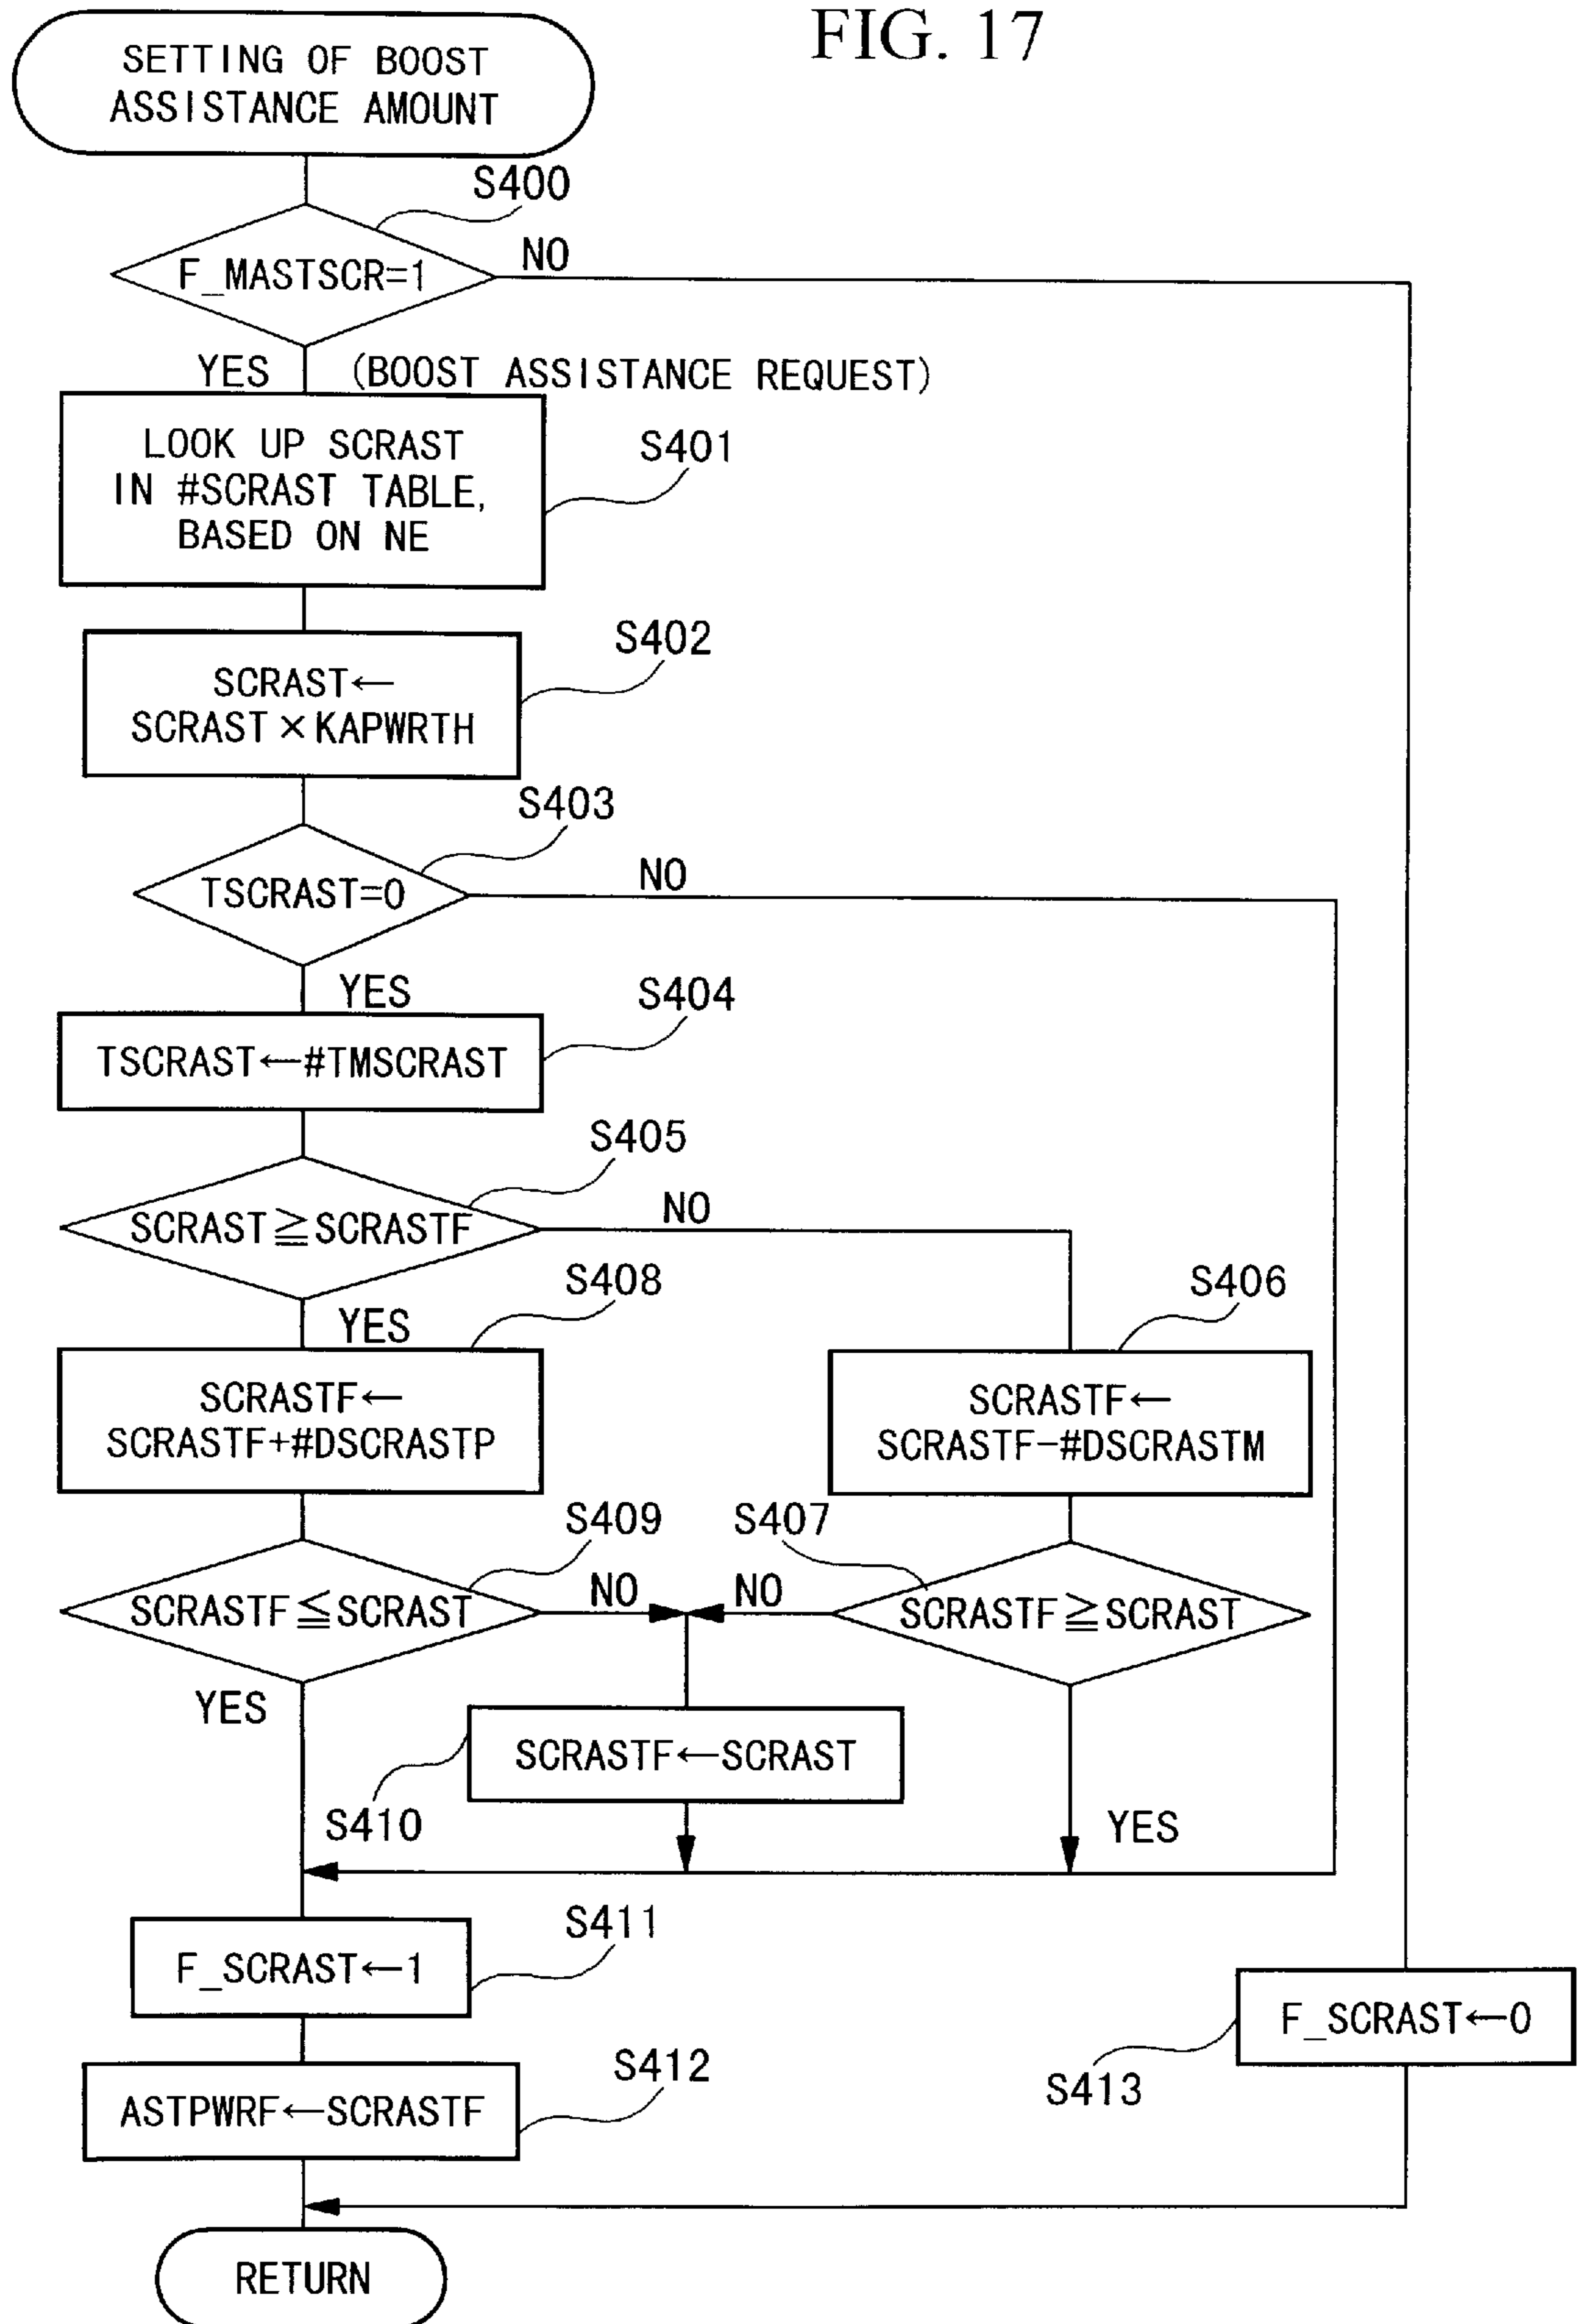 FIG. 17
SETTING OF BOOST
ASSISTANCE AMOUNT
S400
F_MASTSCR=1
NO
YES
(BOOST ASSISTANCE REQUEST)
LOOK UP SCRAST
IN #SCRAST TABLE,
BASED ON NE
S401
S402
SCRAST←
SCRAST×KAPWRTH
S403
TSCRAST=0
NO
YES
S404
TSCRAST←#TMSCRAST
S405
SCRAST≧SCRASTF
NO
YES
S408
S406
SCRASTF←
SCRASTF+#DSCRASTP
SCRASTF←
SCRASTF−#DSCRASTM
S409
S407
SCRASTF≦SCRAST
NO
NO
SCRASTF≧SCRAST
YES
SCRASTF←SCRAST
S410
YES
S411
F_SCRAST←1
F_SCRAST←0
S413
S412
ASTPWRF←SCRASTF
RETURN